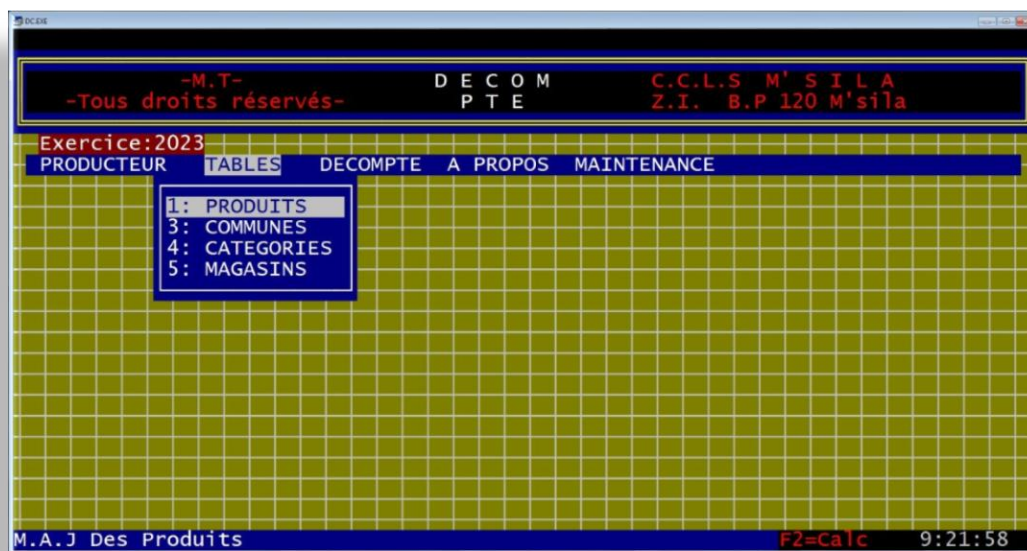 DC.EXE
-M.T- D E C O M C.C.L.S M' S I L A
-Tous droits réservés- P T E Z.I. B.P 120 M'sila
Exercice:2023
PRODUCTEUR TABLES DECOMPTE A PROPOS MAINTENANCE
1: PRODUITS
3: COMMUNES
4: CATEGORIES
5: MAGASINS
M.A.J Des Produits F2=Calc 9:21:58